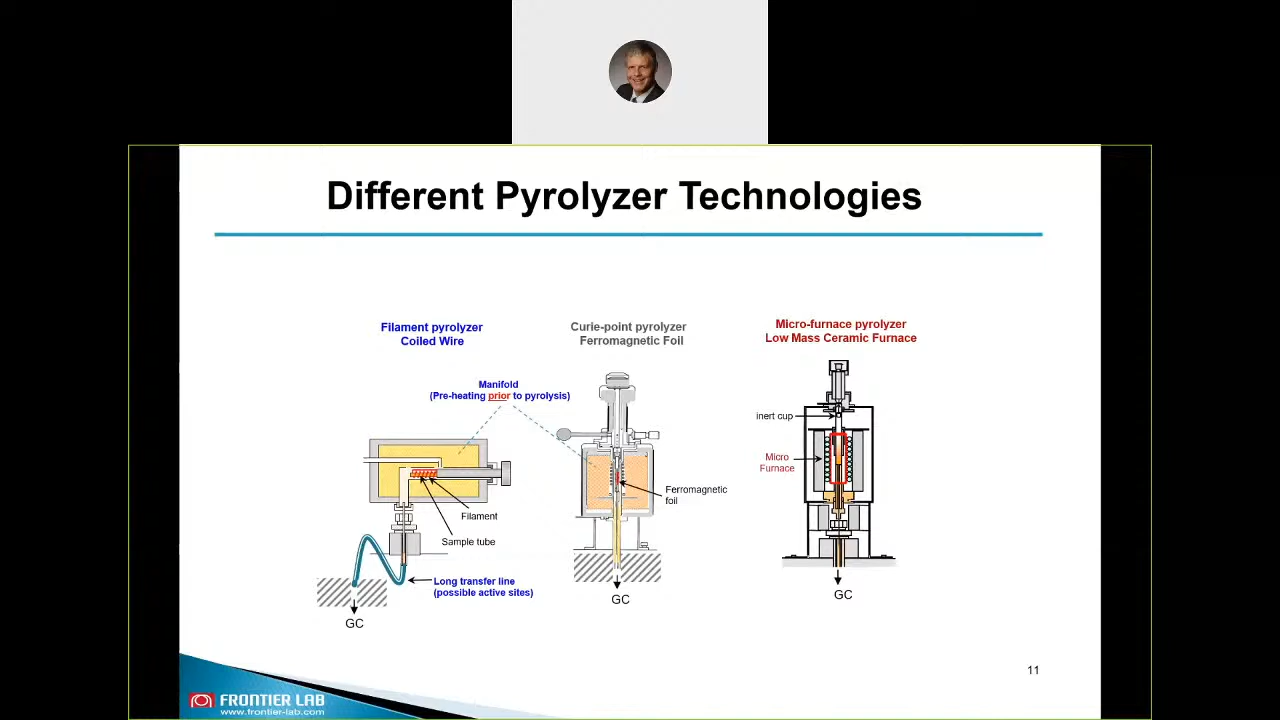 Different Pyrolyzer Technologies
Filament pyrolyzer
Coiled Wire
Curie-point pyrolyzer
Ferromagnetic Foil
Micro-furnace pyrolyzer
Low Mass Ceramic Furnace
Manifold
(Pre-heating prior to pyrolysis)
inert cup
Micro
Furnace
Ferromagnetic
foil
Filament
Sample tube
Long transfer line
(possible active sites)
GC
GC
GC
11
FRONTIER LAB
www.frontier-lab.com